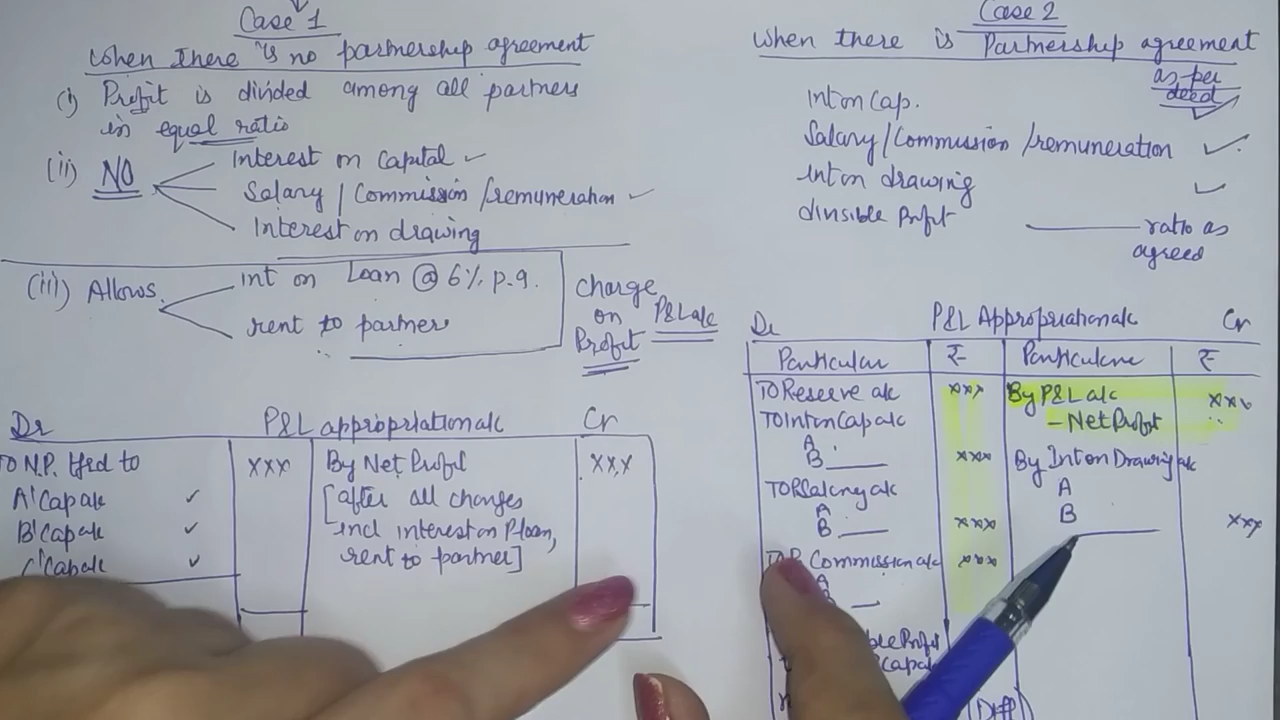 Case 1
When there is no partnership agreement
(i) Profit is divided among all partners
in equal ratio
(ii) NO
Interest on Capital ✓
Salary / Commission /remuneration ✓
Interest on drawing
(iii) Allows
int on Loan @ 6% p.a.
rent to partner
Charge
on
Profit
P&L a/c
Dr P&L appropriation a/c Cr
To N.P. tfed to xxx By Net Profit xxx
A'Cap a/c ✓ [after all charges
B'Cap a/c ✓ incl interest on P.loan,
C'Cap a/c ✓ rent to partner]
Case 2
When there is Partnership agreement
as per
deed
Int on Cap. ✓
Salary/Commission /remuneration ✓
Int on drawing ✓
divisible Profit ratio as
agreed
Dr P&L Appropriation a/c Cr
Particular ₹ Particular ₹
To Reserve a/c xxx By P&L a/c xxx
To Int on Cap a/c - Net Profit
A
B xxx By Int on Drawing a/c
To P.Salary a/c A
A B xxx
B xxx
To P. Commission a/c xxx
A
B
Profit
Cap a/c
(Diff)